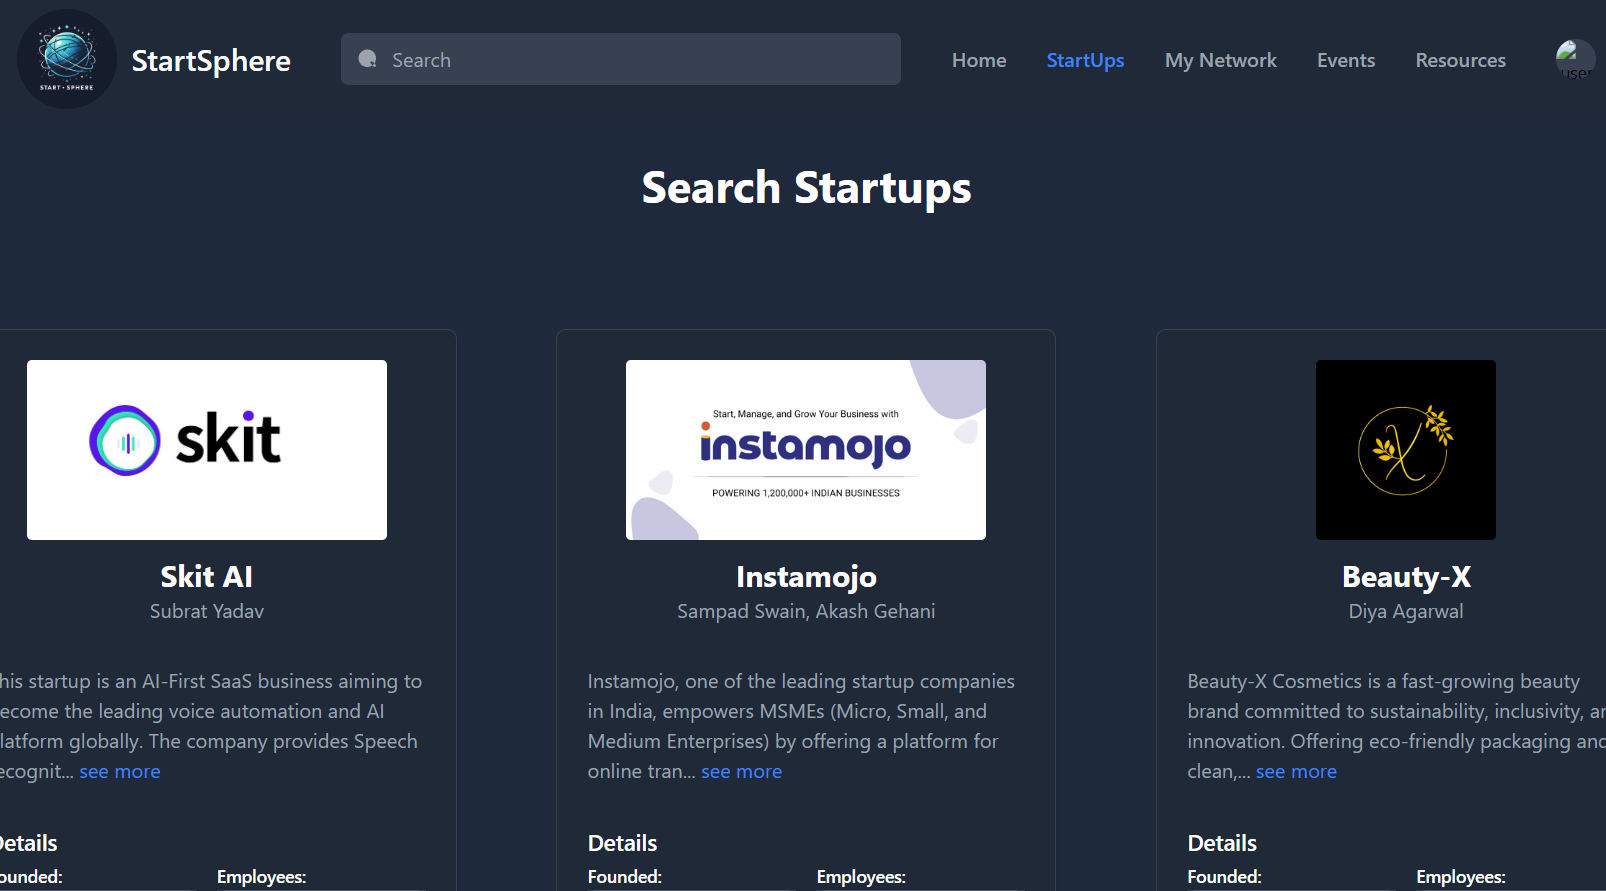 START • SPHERE
StartSphere
Search
Home
StartUps
My Network
Events
Resources
user
Search Startups
skit
Start, Manage, and Grow Your Business with
instamojo
POWERING 1,200,000+ INDIAN BUSINESSES
X
Skit AI
Subrat Yadav
his startup is an AI-First SaaS business aiming to
ecome the leading voice automation and AI
latform globally. The company provides Speech
ecognit... see more
Details
ounded:
Employees:
Instamojo
Sampad Swain, Akash Gehani
Instamojo, one of the leading startup companies
in India, empowers MSMEs (Micro, Small, and
Medium Enterprises) by offering a platform for
online tran... see more
Details
Founded:
Employees:
Beauty-X
Diya Agarwal
Beauty-X Cosmetics is a fast-growing beauty
brand committed to sustainability, inclusivity, an
innovation. Offering eco-friendly packaging and
clean,... see more
Details
Founded:
Employees: